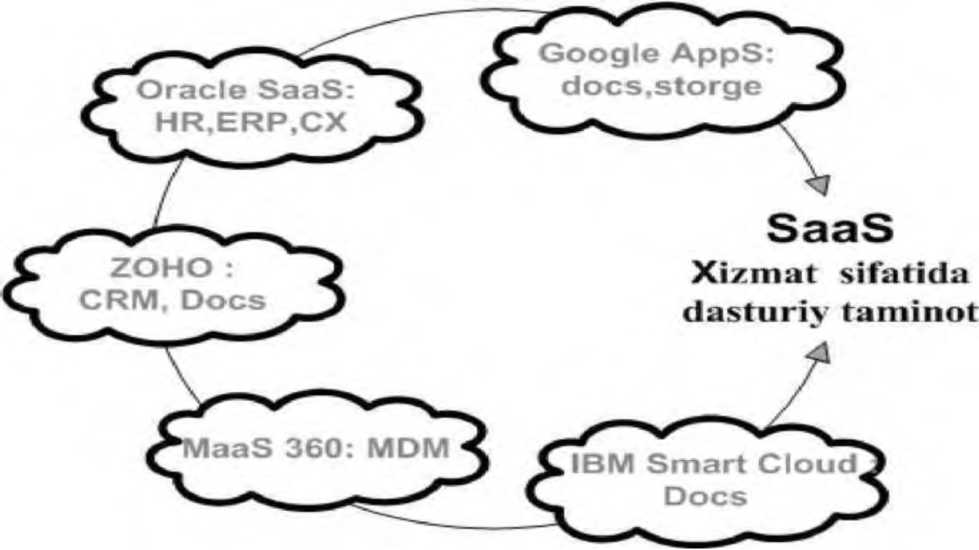 Google AppS:
docs,storge
Oracle SaaS:
HR,ERP,CX
SaaS
Xizmat sifatida
dasturiy taminot
ZOHO :
CRM, Docs
MaaS 360: MDM
IBM Smart Cloud :
Docs